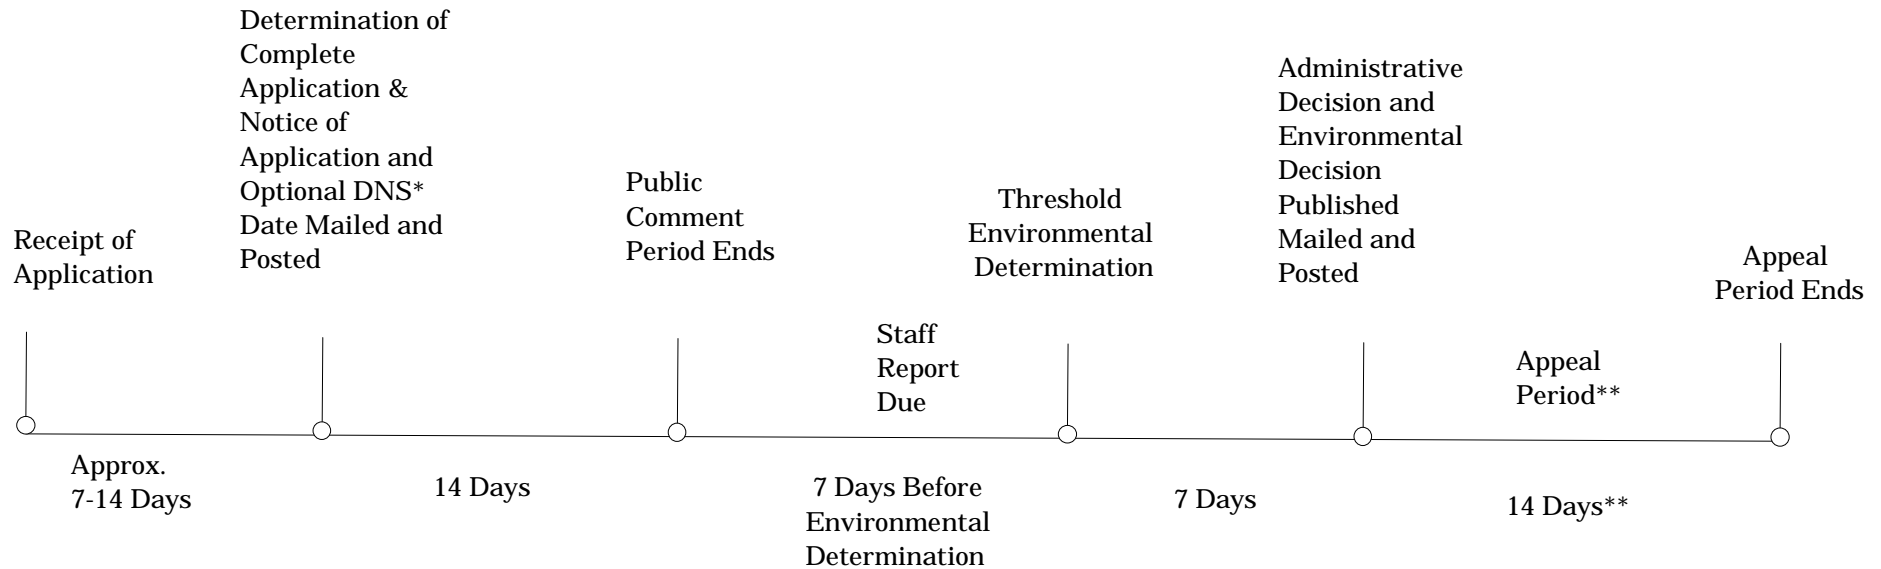 Receipt of
Application
Determination of
Complete
Application &
Notice of
Application and
Optional DNS*
Date Mailed and
Posted
Public
Comment
Period Ends
Staff
Report
Due
Threshold
Environmental
Determination
Administrative
Decision and
Environmental
Decision
Published
Mailed and
Posted
Appeal
Period**
Appeal
Period Ends
Approx.
7-14 Days
14 Days
7 Days Before
Environmental
Determination
7 Days
14 Days**